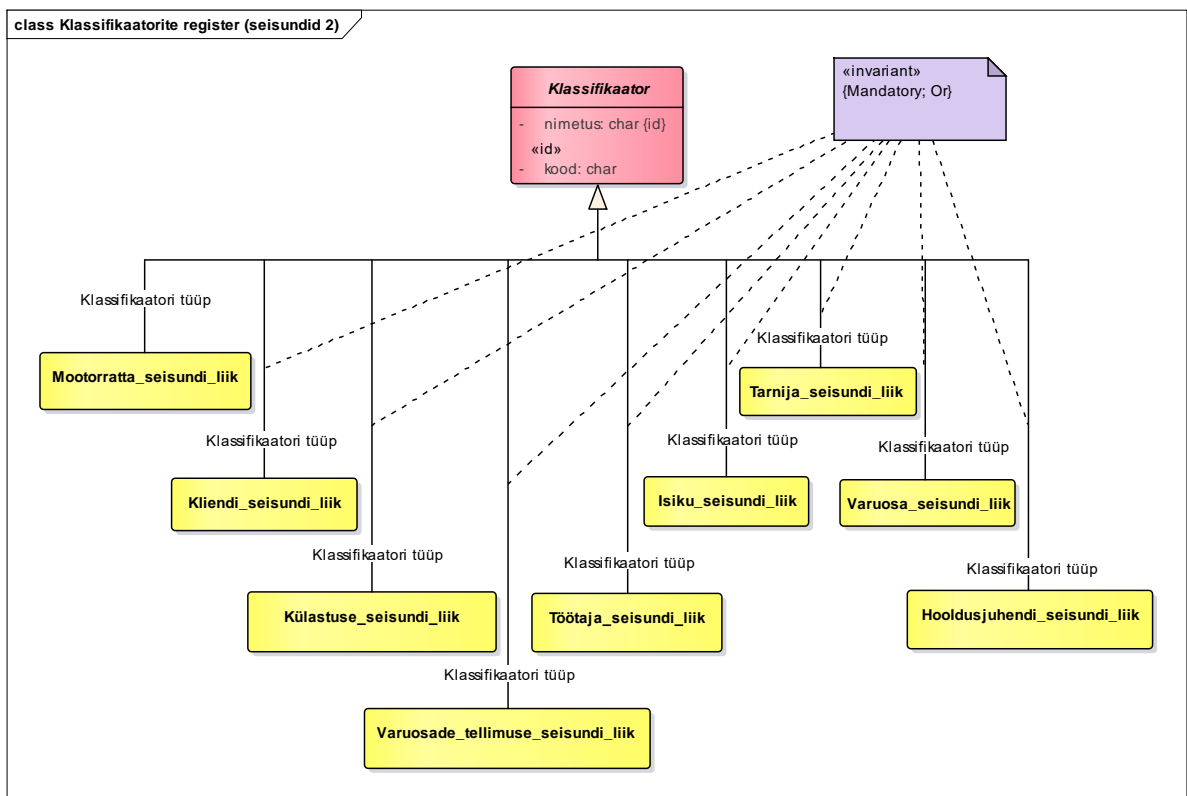 class Klassifikaatorite register (seisundid 2)
Klassifikaator
- nimetus: char {id}
«id»
- kood: char
«invariant»
{Mandatory; Or}
Klassifikaatori tüüp
Mootorratta_seisundi_liik
Klassifikaatori tüüp
Kliendi_seisundi_liik
Klassifikaatori tüüp
Külastuse_seisundi_liik
Klassifikaatori tüüp
Varuosade_tellimuse_seisundi_liik
Klassifikaatori tüüp
Töötaja_seisundi_liik
Klassifikaatori tüüp
Isiku_seisundi_liik
Klassifikaatori tüüp
Tarnija_seisundi_liik
Klassifikaatori tüüp
Varuosa_seisundi_liik
Klassifikaatori tüüp
Hooldusjuhendi_seisundi_liik